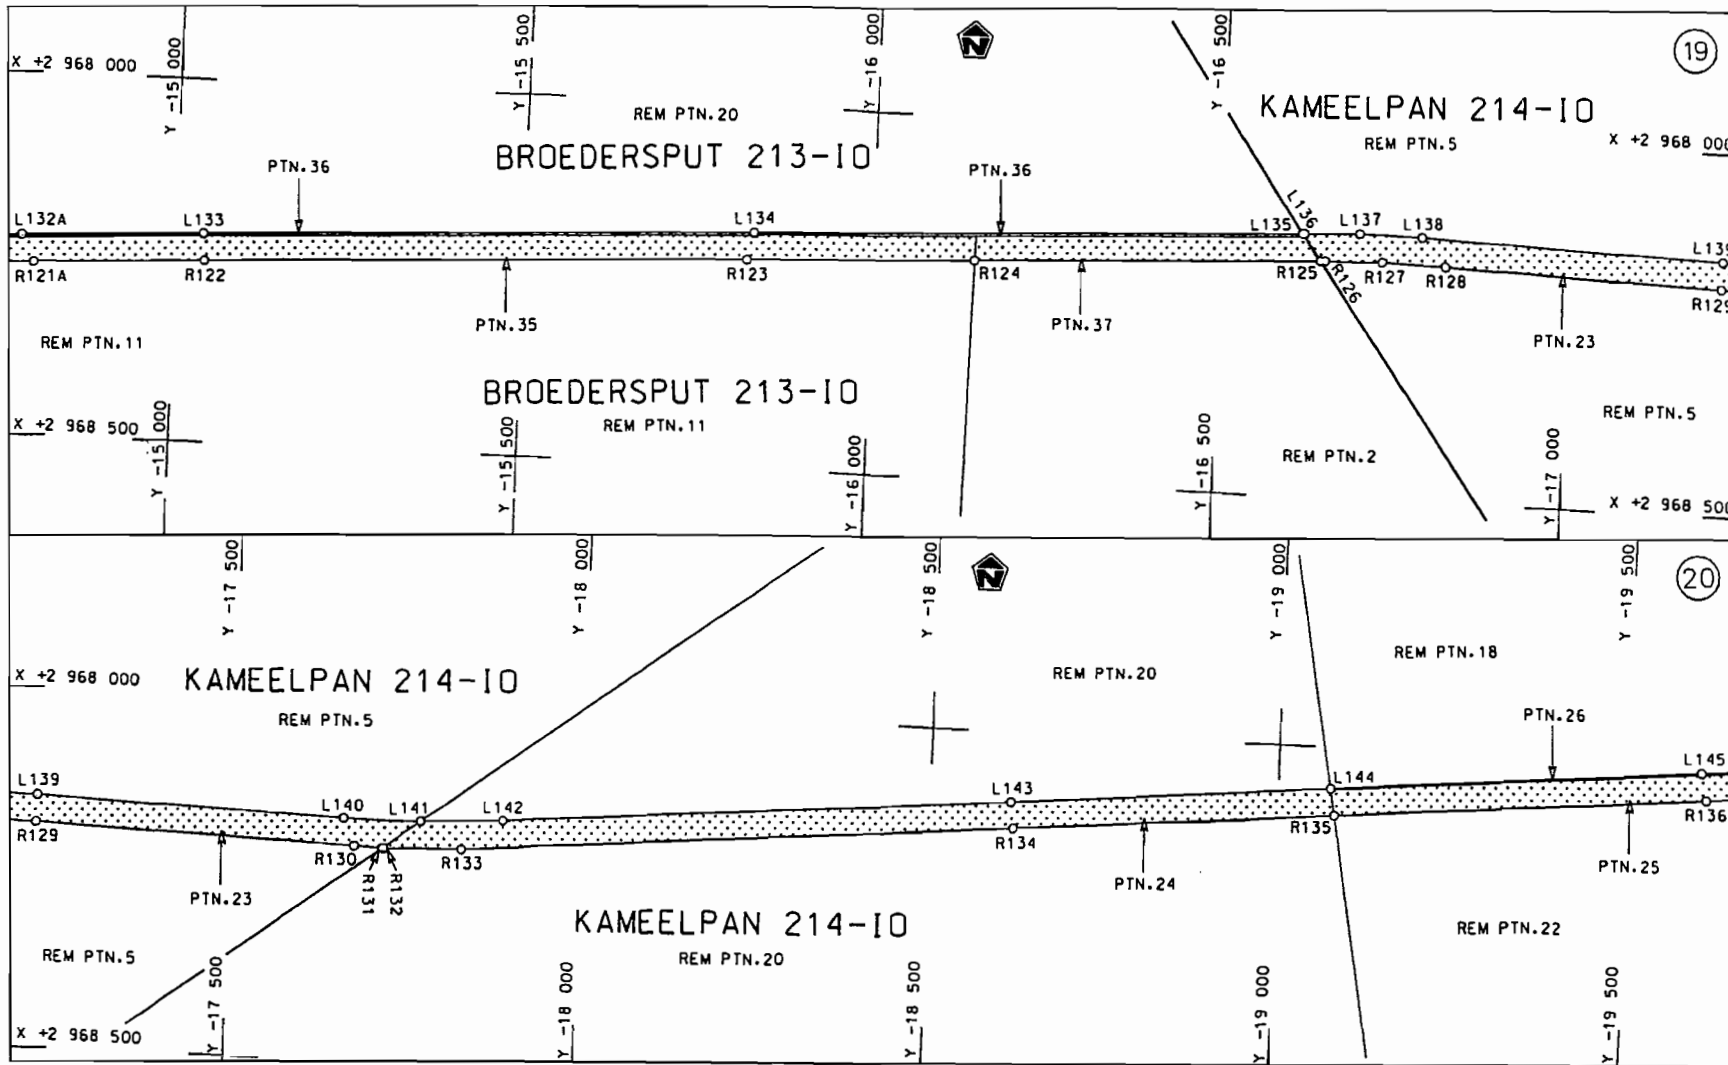 Y -15 000
Y -15 500
Y -16 000
N
Y -16 500
19
X +2 968 000
KAMEELPAN 214-IO
REM PTN.5
X +2 968 000
REM PTN.20
BROEDERSPUT 213-IO
PTN.36
PTN.36
L132A
L133
L134
L135
L136
L137
L138
L139
R121A
R122
R123
R124
R125
R126
R127
R128
R129
PTN.35
PTN.37
PTN.23
REM PTN.11
BROEDERSPUT 213-IO
REM PTN.11
REM PTN.2
REM PTN.5
X +2 968 500
Y -15 000
Y -15 500
Y -16 000
Y -16 500
Y -17 000
X +2 968 500
Y -17 500
Y -18 000
Y -18 500
N
Y -19 000
Y -19 500
20
X +2 968 000
KAMEELPAN 214-IO
REM PTN.5
REM PTN.20
REM PTN.18
PTN.26
L139
L140
L141
L142
L143
L144
L145
R129
R130
R131
R132
R133
R134
R135
R136
PTN.23
PTN.24
PTN.25
KAMEELPAN 214-IO
REM PTN.20
REM PTN.5
REM PTN.22
X +2 968 500
Y -17 500
Y -18 000
Y -18 500
Y -19 000
Y -19 500